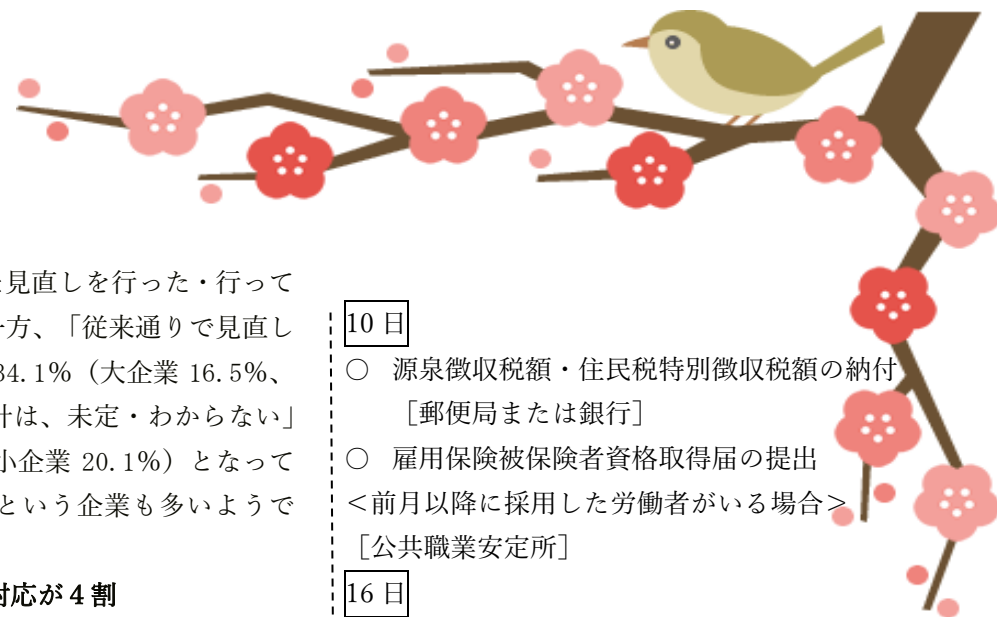 見直しを行った・行って
一方、「従来通りで見直し
34.1%（大企業 16.5%、
計は、未定・わからない」
小企業 20.1%）となって
という企業も多いようで
対応が４割
10 日
○ 源泉徴収税額・住民税特別徴収税額の納付
［郵便局または銀行］
○ 雇用保険被保険者資格取得届の提出
＜前月以降に採用した労働者がいる場合＞
［公共職業安定所］
16 日